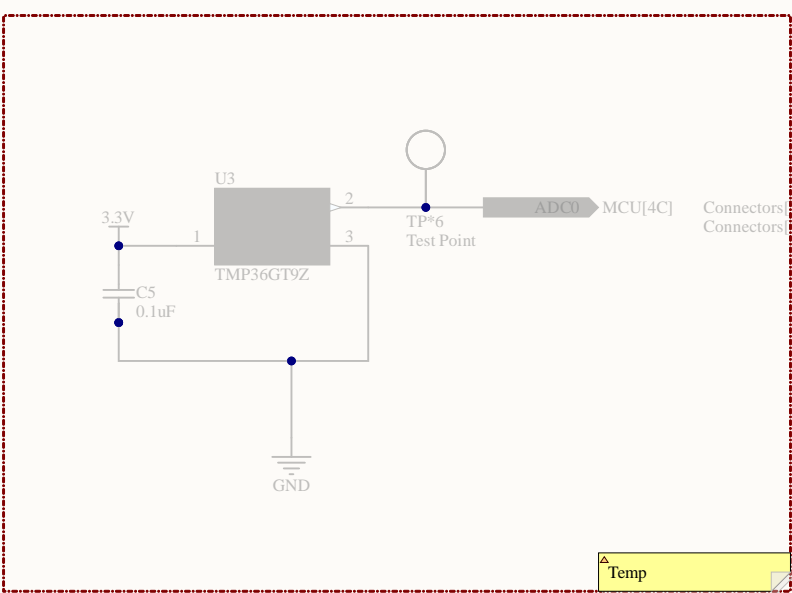 U3
2
3.3V
ADC0 MCU[4C] Connectors[
TP*6
Connectors[
1
3
Test Point
TMP36GT9Z
C5
0.1uF
GND
Temp